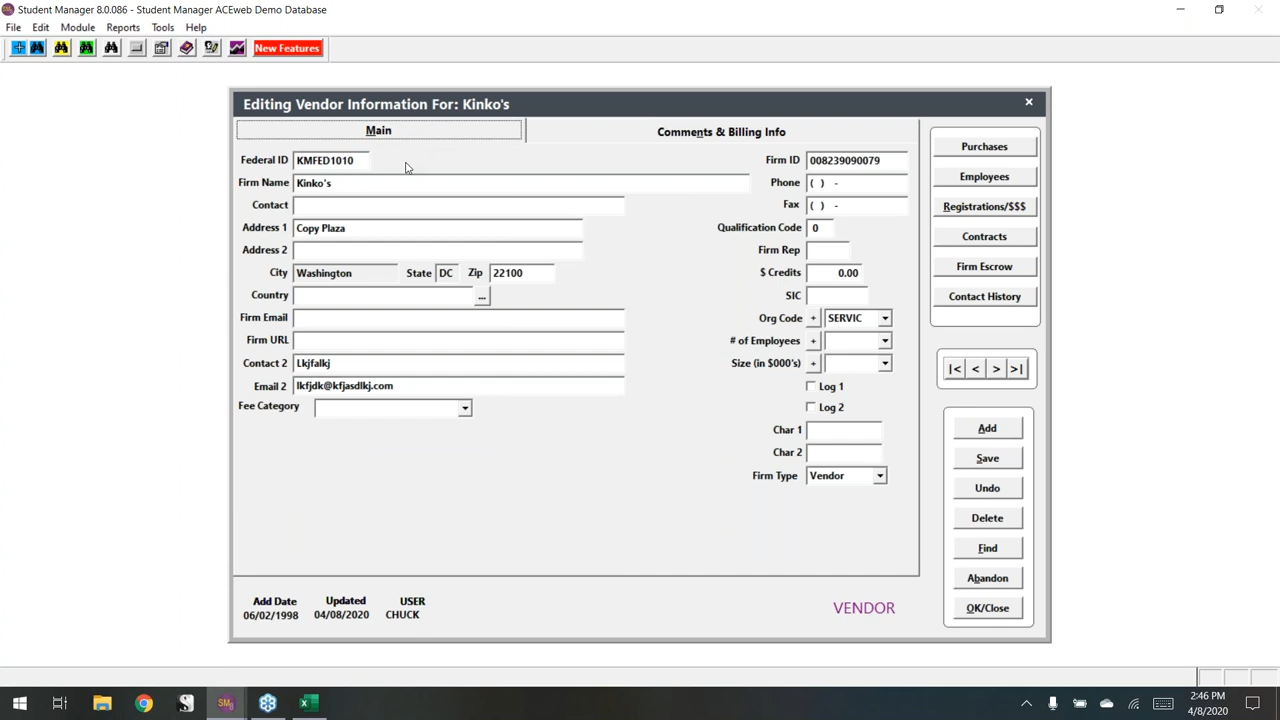 Student Manager 8.0.086 - Student Manager ACEweb Demo Database
File Edit Module Reports Tools Help
New Features
Editing Vendor Information For: Kinko's
Main
Comments & Billing Info
Federal ID KMFED1010
Firm ID 008239090079
Firm Name Kinko's
Phone ( ) -
Contact
Fax ( ) -
Address 1 Copy Plaza
Qualification Code 0
Address 2
Firm Rep
City Washington State DC Zip 22100
$ Credits 0.00
Country ...
SIC
Firm Email
Org Code + SERVIC
Firm URL
# of Employees +
Contact 2 Lkjfalkj
Size (in $000's) +
Email 2 lkfjdk@kfjasdlkj.com
Log 1
Fee Category
Log 2
Char 1
Char 2
Firm Type Vendor
Purchases
Employees
Registrations/$$$
Contracts
Firm Escrow
Contact History
|< < > >|
Add
Save
Undo
Delete
Find
Abandon
OK/Close
Add Date Updated USER
06/02/1998 04/08/2020 CHUCK
VENDOR
2:46 PM
4/8/2020